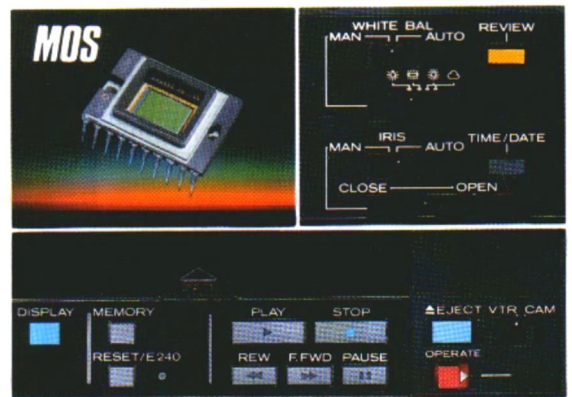 MOS
WHITE BAL
MAN AUTO
REVIEW
IRIS
MAN AUTO
TIME/DATE
CLOSE OPEN
DISPLAY
MEMORY
PLAY
STOP
EJECT
VTR CAM
RESET/E240
REW
F.FWD
PAUSE
OPERATE